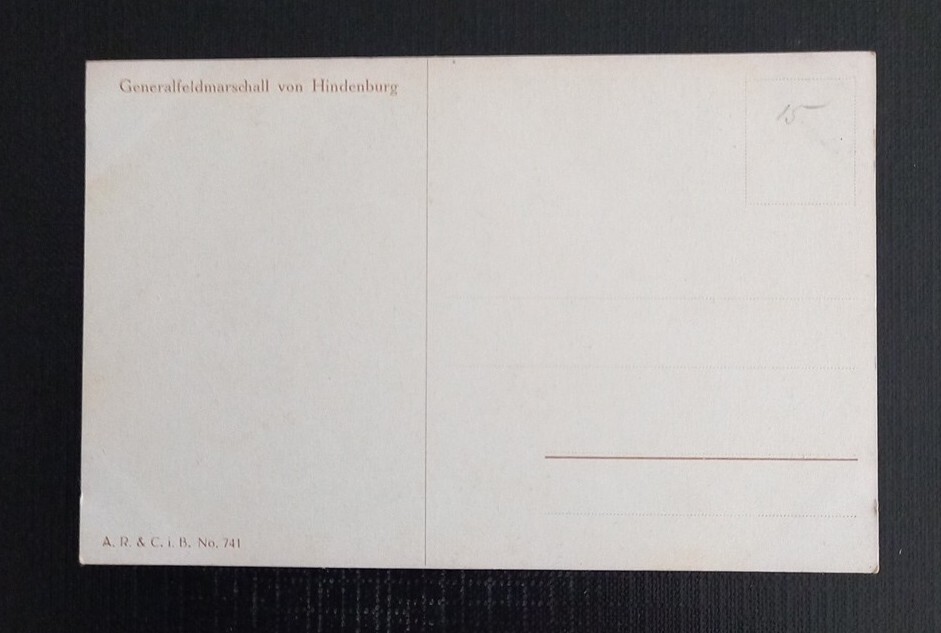 Generalfeldmarschall von Hindenburg
15
A. R. & C. i. B. No. 741